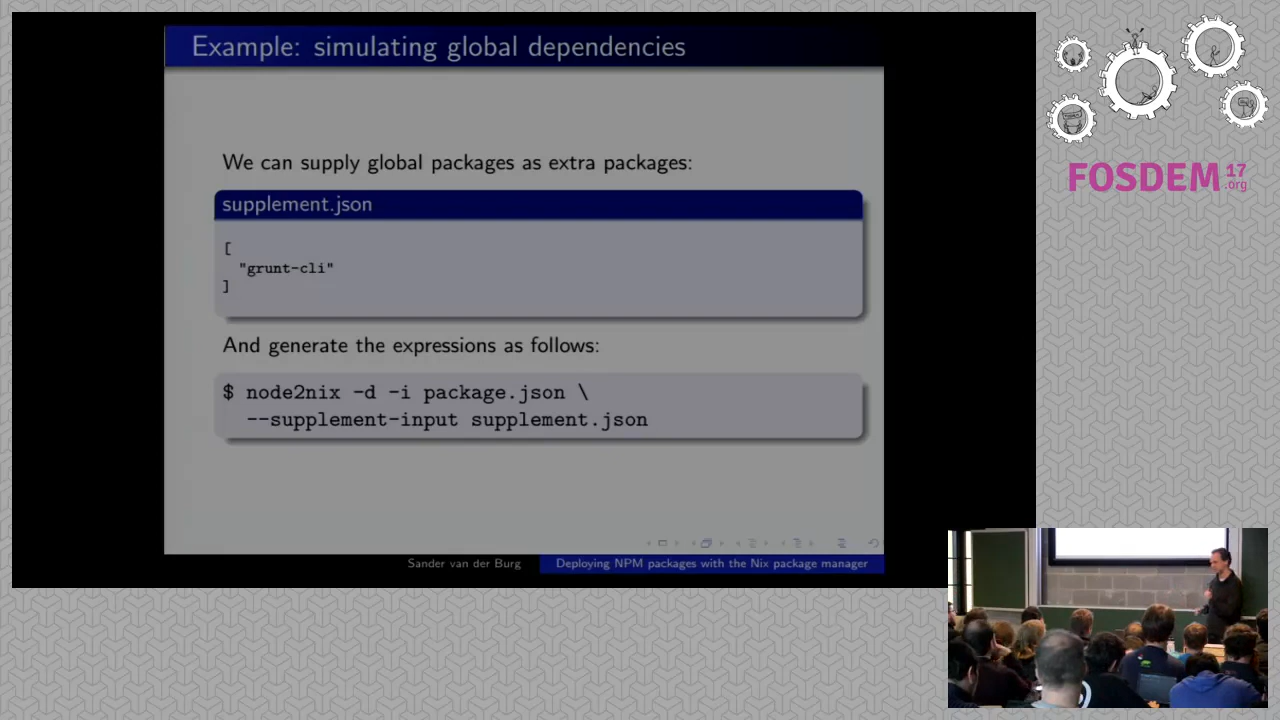 Example: simulating global dependencies
We can supply global packages as extra packages:
supplement.json
[
"grunt-cli"
]
And generate the expressions as follows:
$ node2nix -d -i package.json \
--supplement-input supplement.json
Sander van der Burg
Deploying NPM packages with the Nix package manager
FOSDEM 17
.org